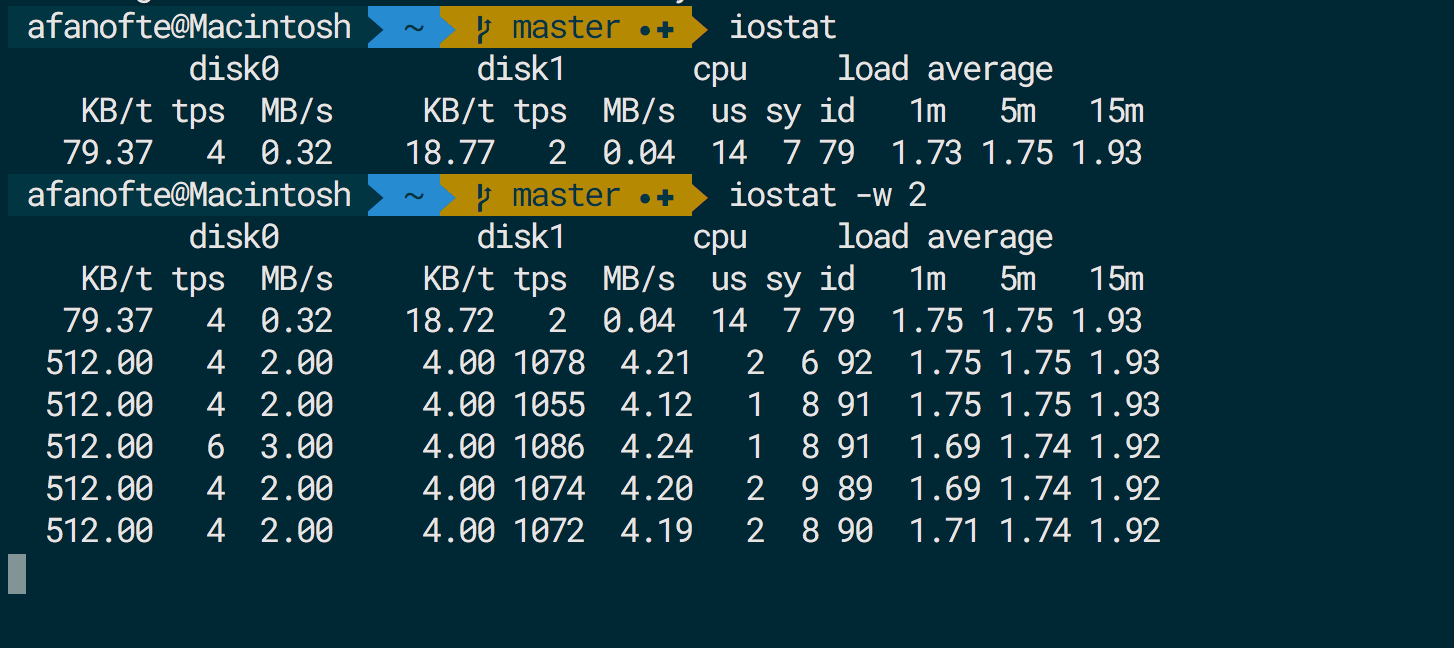 afanofte@Macintosh ~ master ●✚ iostat
disk0 disk1 cpu load average
KB/t tps MB/s KB/t tps MB/s us sy id 1m 5m 15m
79.37 4 0.32 18.77 2 0.04 14 7 79 1.73 1.75 1.93
afanofte@Macintosh ~ master ●✚ iostat -w 2
disk0 disk1 cpu load average
KB/t tps MB/s KB/t tps MB/s us sy id 1m 5m 15m
79.37 4 0.32 18.72 2 0.04 14 7 79 1.75 1.75 1.93
512.00 4 2.00 4.00 1078 4.21 2 6 92 1.75 1.75 1.93
512.00 4 2.00 4.00 1055 4.12 1 8 91 1.75 1.75 1.93
512.00 6 3.00 4.00 1086 4.24 1 8 91 1.69 1.74 1.92
512.00 4 2.00 4.00 1074 4.20 2 9 89 1.69 1.74 1.92
512.00 4 2.00 4.00 1072 4.19 2 8 90 1.71 1.74 1.92